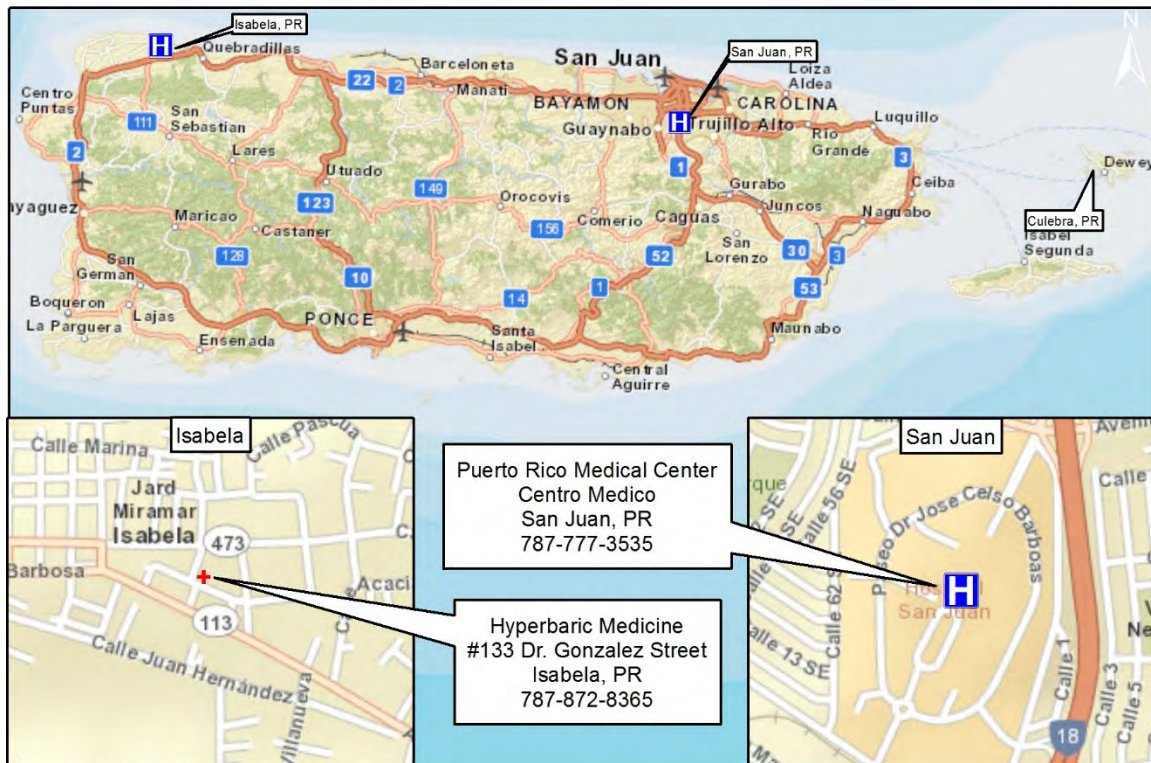 Isabela, PR
N
San Juan, PR
Quebradillas
San Juan
Barceloneta
Loiza
Aldea
22
2
Manati
BAYAMON
CAROLINA
Centro
Puntas
111
San
Sebastian
Guaynabo
Trujillo Alto
Luquillo
Rio
Grande
2
Lares
Utuado
1
3
Dewey
149
Orocovis
Gurabo
Ceiba
123
Maricao
Comerio
Caguas
Juncos
Naguabo
Culebra, PR
Castaner
156
San
Lorenzo
Isabel
Segunda
128
52
30
3
San
German
10
14
1
53
Boqueron
Lajas
PONCE
Santa
Isabel
Maunabo
La Parguera
Ensenada
Central
Aguirre
ayaguez
H
H
Isabela
Calle Marina
Calle Pascua
Jard
Miramar
Isabela
473
Barbosa
Acaci
113
Calle Juan Hernández
Villanueva
Calle
Puerto Rico Medical Center
Centro Medico
San Juan, PR
787-777-3535
Hyperbaric Medicine
#133 Dr. Gonzalez Street
Isabela, PR
787-872-8365
San Juan
Calle 56 SE
Paseo Dr Jose Celso Barboas
Calle 62 S
H
San Juan
alle 13 SE
Calle 1
Calle 3
Calle 5
18